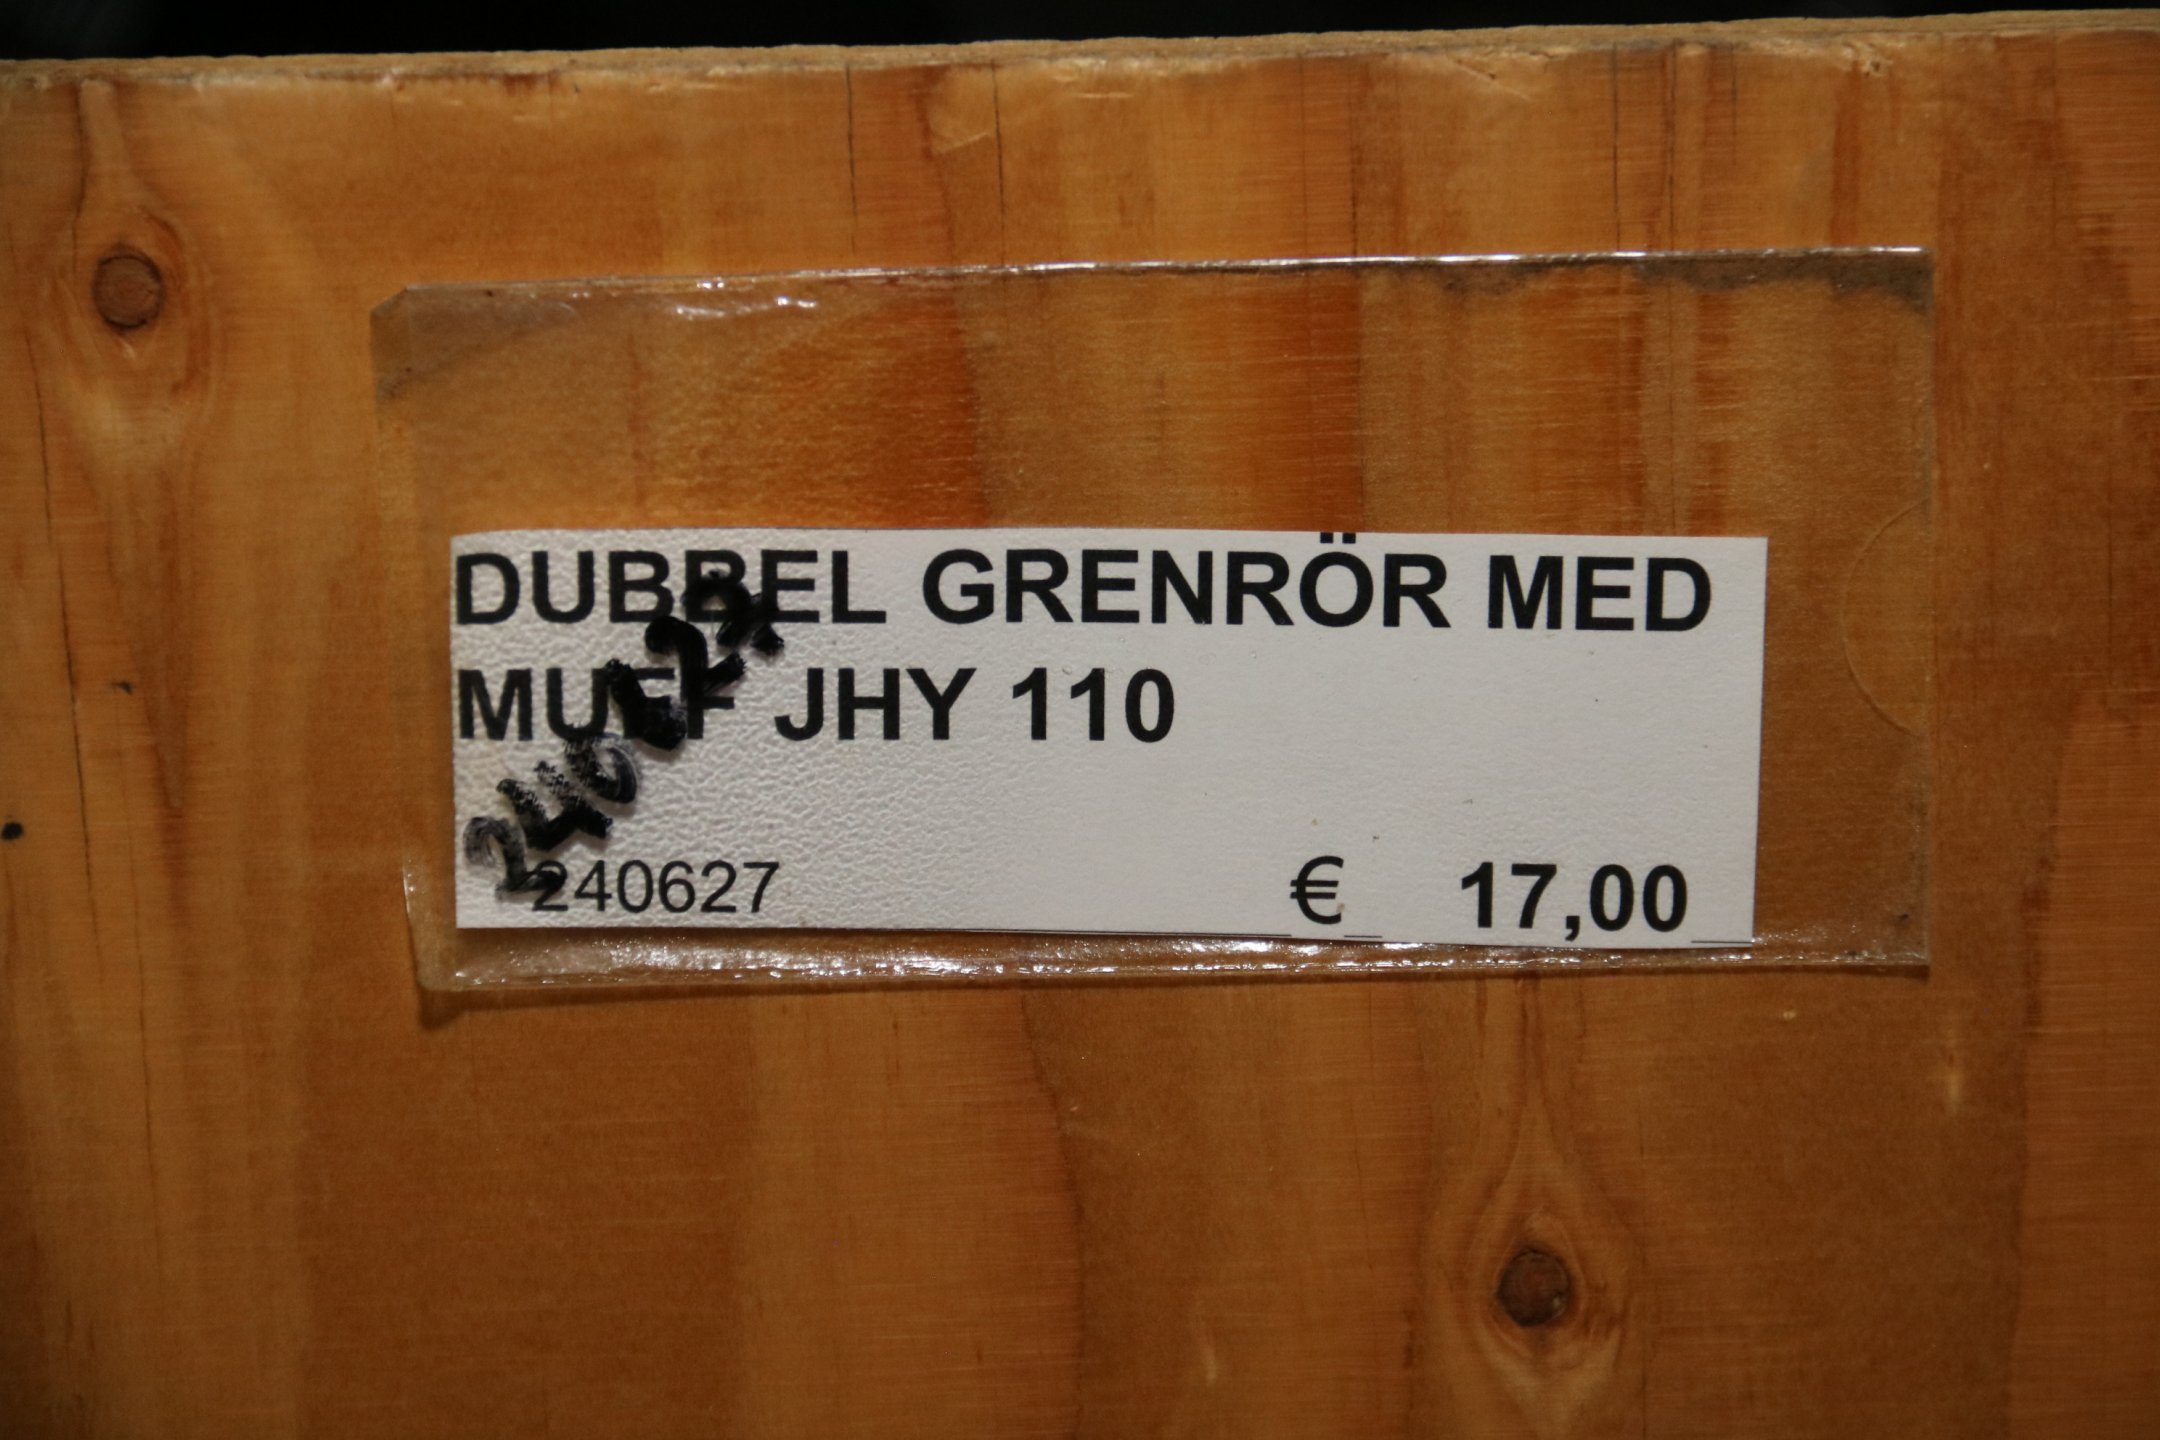 DUBBEL GRENRÖR MED
MUFF JHY 110
240627 € 17,00